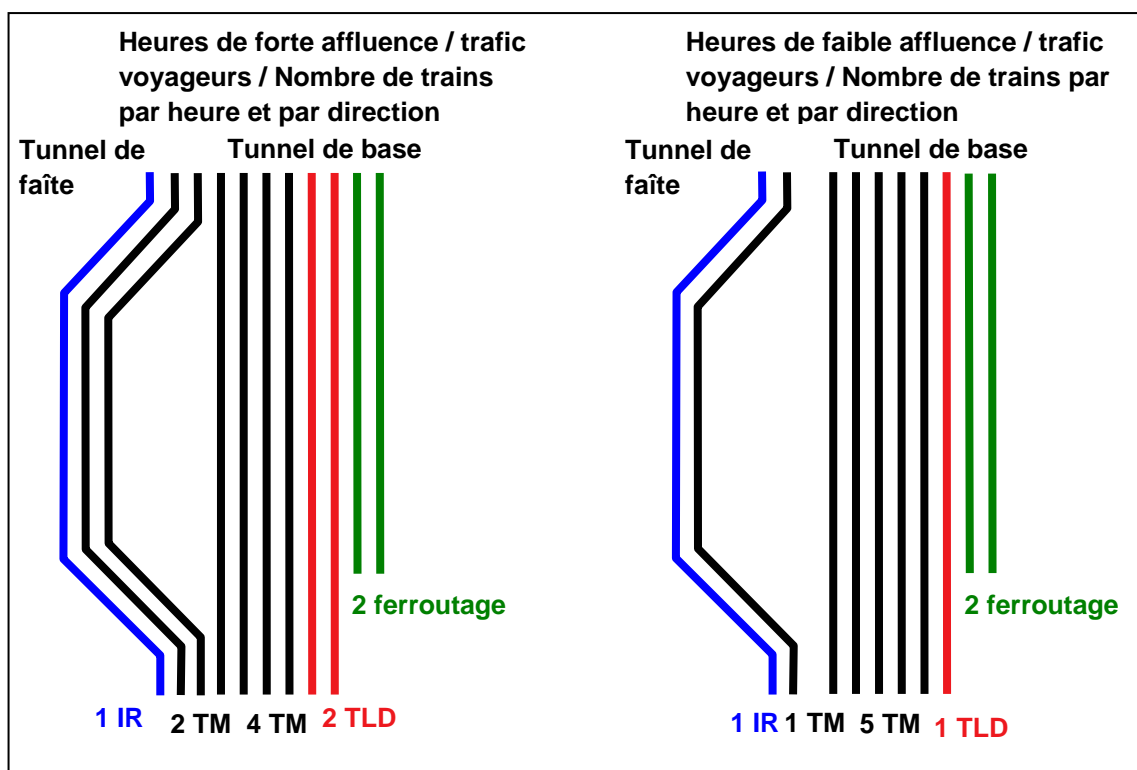 Heures de forte affluence / trafic
voyageurs / Nombre de trains
par heure et par direction
Tunnel de
faîte
Tunnel de base
2 ferroutage
1 IR
2 TM
4 TM
2 TLD
Heures de faible affluence / trafic
voyageurs / Nombre de trains par
heure et par direction
Tunnel de
faîte
Tunnel de base
2 ferroutage
1 IR
1 TM
5 TM
1 TLD